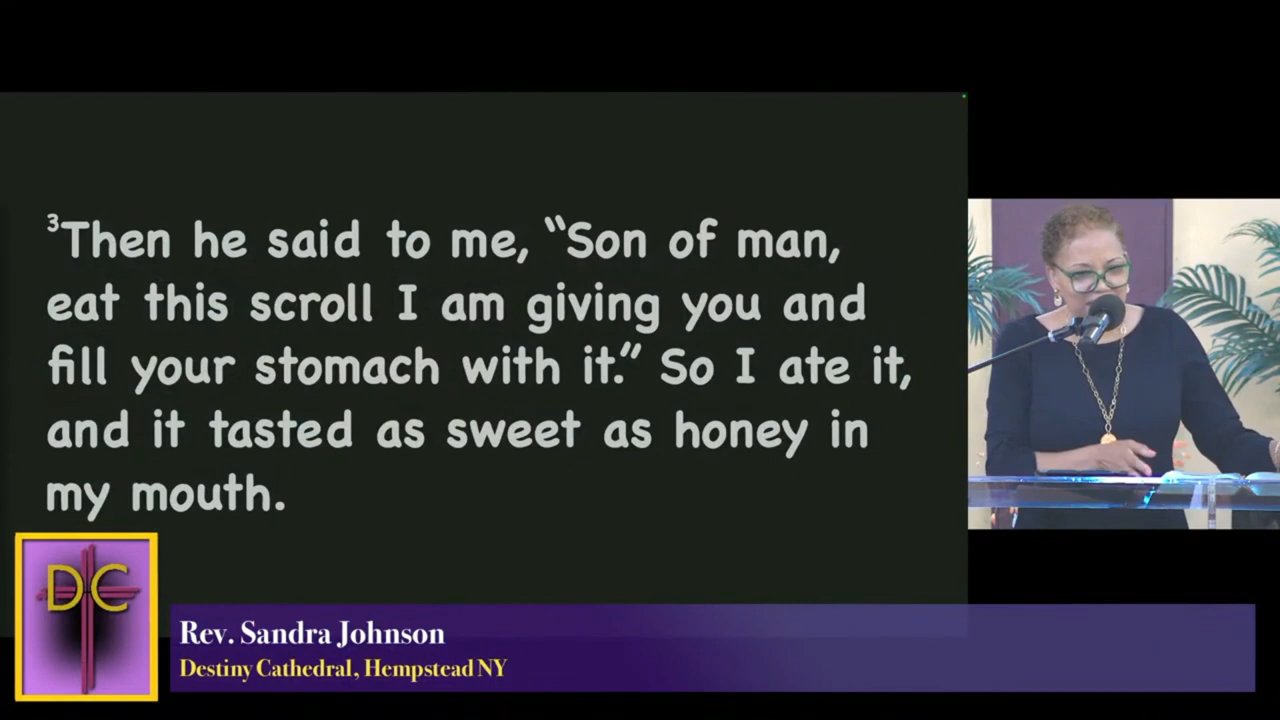 ³Then he said to me, “Son of man,
eat this scroll I am giving you and
fill your stomach with it.” So I ate it,
and it tasted as sweet as honey in
my mouth.
DC
Rev. Sandra Johnson
Destiny Cathedral, Hempstead NY